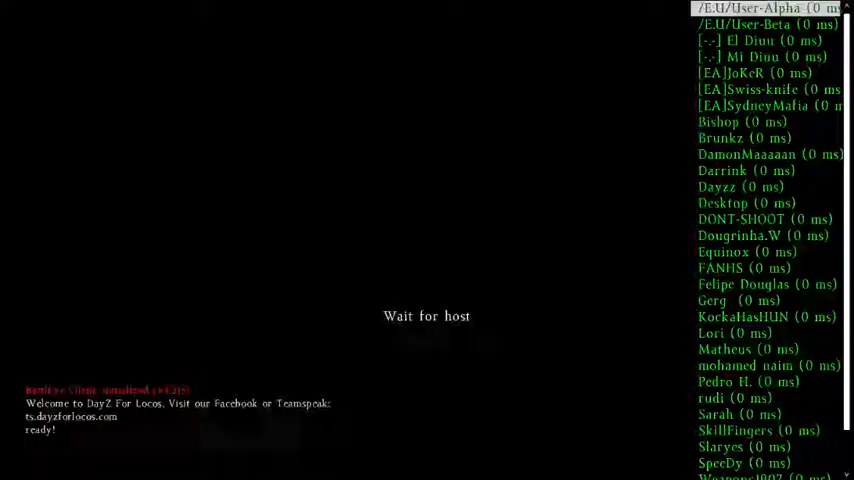 /E.U/User-Alpha (0 ms
/E.U/User-Beta (0 ms)
[-.-] El Diuu (0 ms)
[-.-] Mi Diuu (0 ms)
[EA]JoKeR (0 ms)
[EA]Swiss-knife (0 ms
[EA]SydneyMafia (0 m
Bishop (0 ms)
Brunkz (0 ms)
DamonMaaaaan (0 ms)
Darrink (0 ms)
Dayzz (0 ms)
Desktop (0 ms)
DONT-SHOOT (0 ms)
Dougrinha.W (0 ms)
Equinox (0 ms)
FANHS (0 ms)
Felipe Douglas (0 ms)
Gerg (0 ms)
KockaHasHUN (0 ms)
Lori (0 ms)
Matheus (0 ms)
mohamed naim (0 ms)
Pedro H. (0 ms)
rudi (0 ms)
Sarah (0 ms)
SkillFingers (0 ms)
Slaryes (0 ms)
SpeeDy (0 ms)
Wait for host
BattlEye Client: Initialized
Welcome to DayZ For Locos, Visit our Facebook or Teamspeak:
ts.dayzforlocos.com
ready!